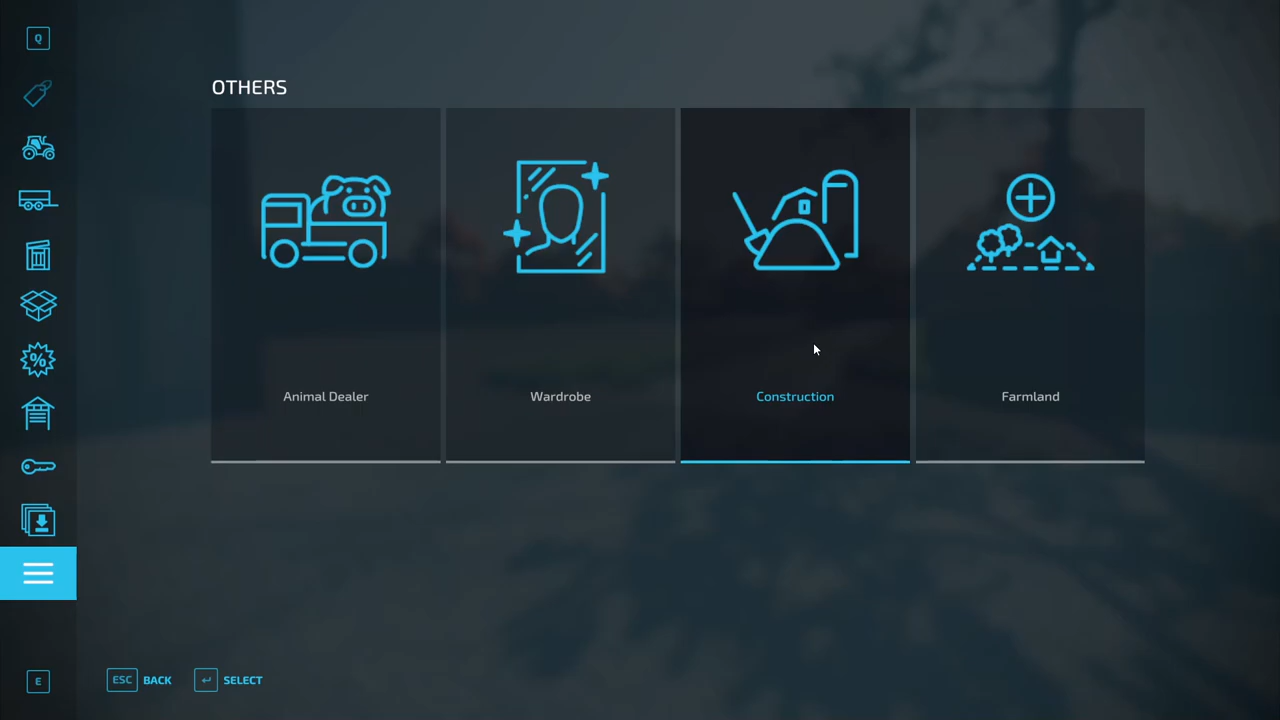 Q
OTHERS
Animal Dealer
Wardrobe
Construction
Farmland
%
E
ESC BACK
SELECT